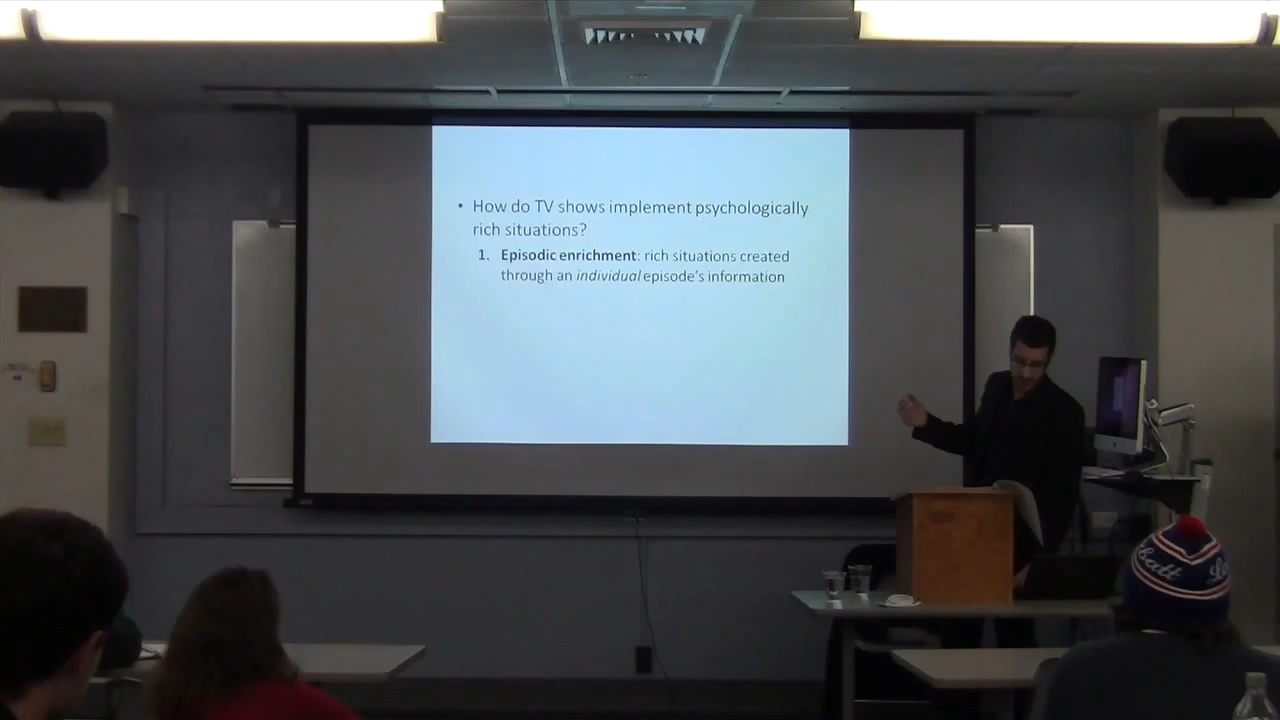 • How do TV shows implement psychologically
rich situations?
1. Episodic enrichment: rich situations created
through an individual episode's information
batt